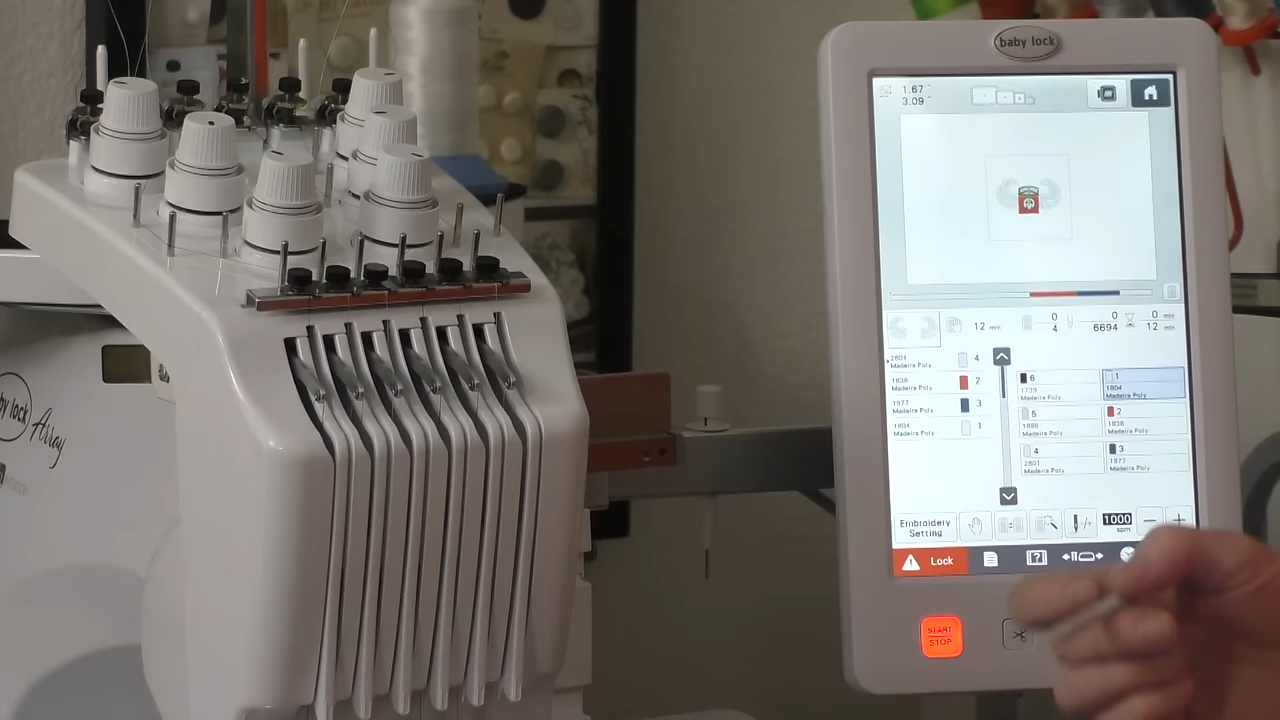 baby lock
1.67"
3.09"
12 min
0
4
0
6694
0 min
12 min
2801
Madeira Poly
4
1838
Madeira Poly
2
1977
Madeira Poly
3
1804
Madeira Poly
1
6
1739
Madeira Poly
1
1804
Madeira Poly
5
Madeira Poly
2
1838
Madeira Poly
4
2801
Madeira Poly
3
1977
Madeira Poly
Embroidery
Setting
1000
spm
Lock
START
STOP
by lock
Array